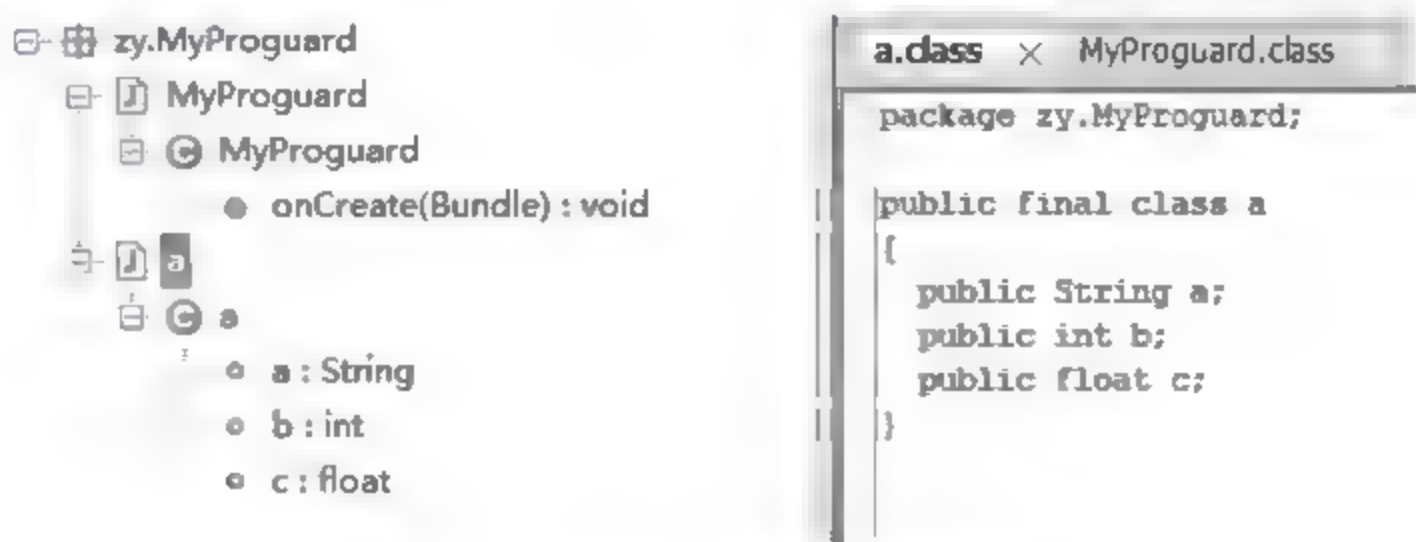 zy.MyProguard
MyProguard
MyProguard
onCreate(Bundle) : void
a
a
a : String
b : int
c : float
a.class × MyProguard.class
package zy.MyProguard;
public final class a
{
public String a;
public int b;
public float c;
}